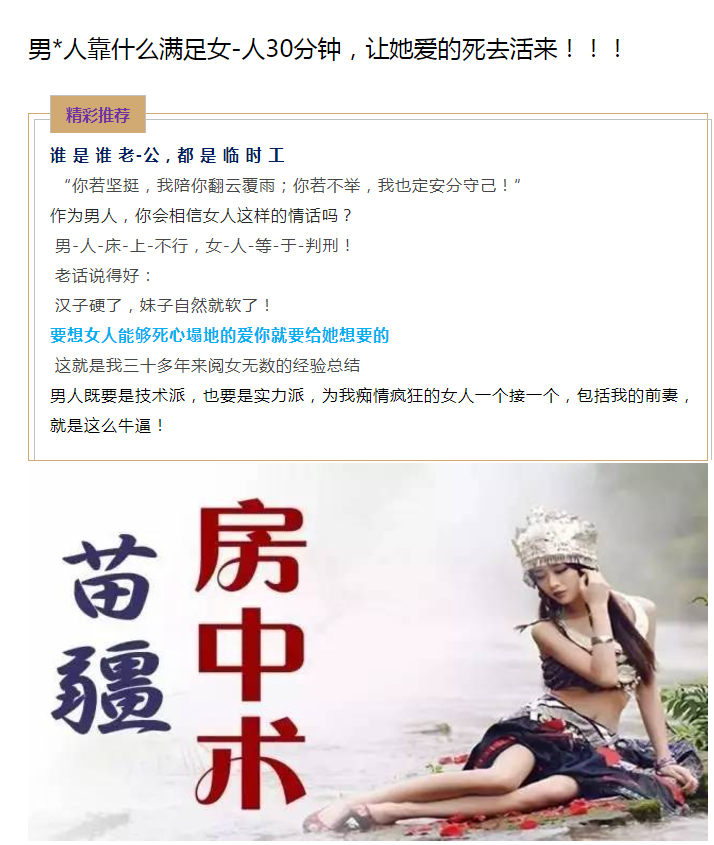 男*人靠什么满足女-人30分钟，让她爱的死去活来！！！
精彩推荐
谁 是 谁 老-公，都 是 临 时 工
“你若坚挺，我陪你翻云覆雨；你若不举，我也定安分守己！”
作为男人，你会相信女人这样的情话吗？
男-人-床-上-不行，女-人-等-于-判刑！
老话说得好：
汉子硬了，妹子自然就软了！
要想女人能够死心塌地的爱你就要给她想要的
这就是我三十多年来阅女无数的经验总结
男人既要是技术派，也要是实力派，为我痴情疯狂的女人一个接一个，包括我的前妻，
就是这么牛逼！
苗疆
房中术